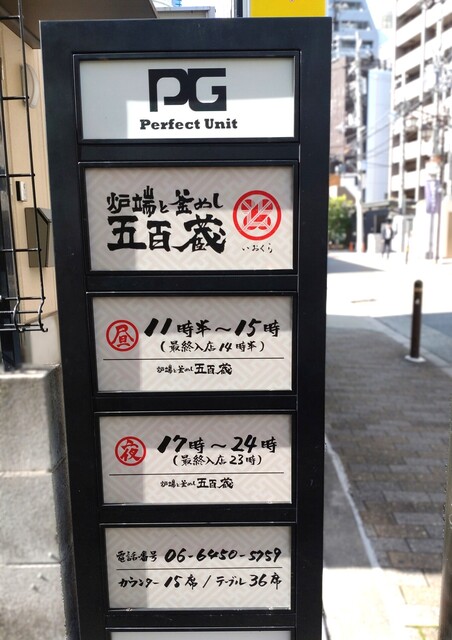 PG
Perfect Unit
炉端と釜めし
五百蔵
いおくら
昼 11時半〜15時
(最終入店14時半)
炉端と釜めし 五百蔵
夜 17時〜24時
(最終入店23時)
炉端と釜めし 五百蔵
電話番号 06-6450-5759
カウンター 15席 / テーブル 36席